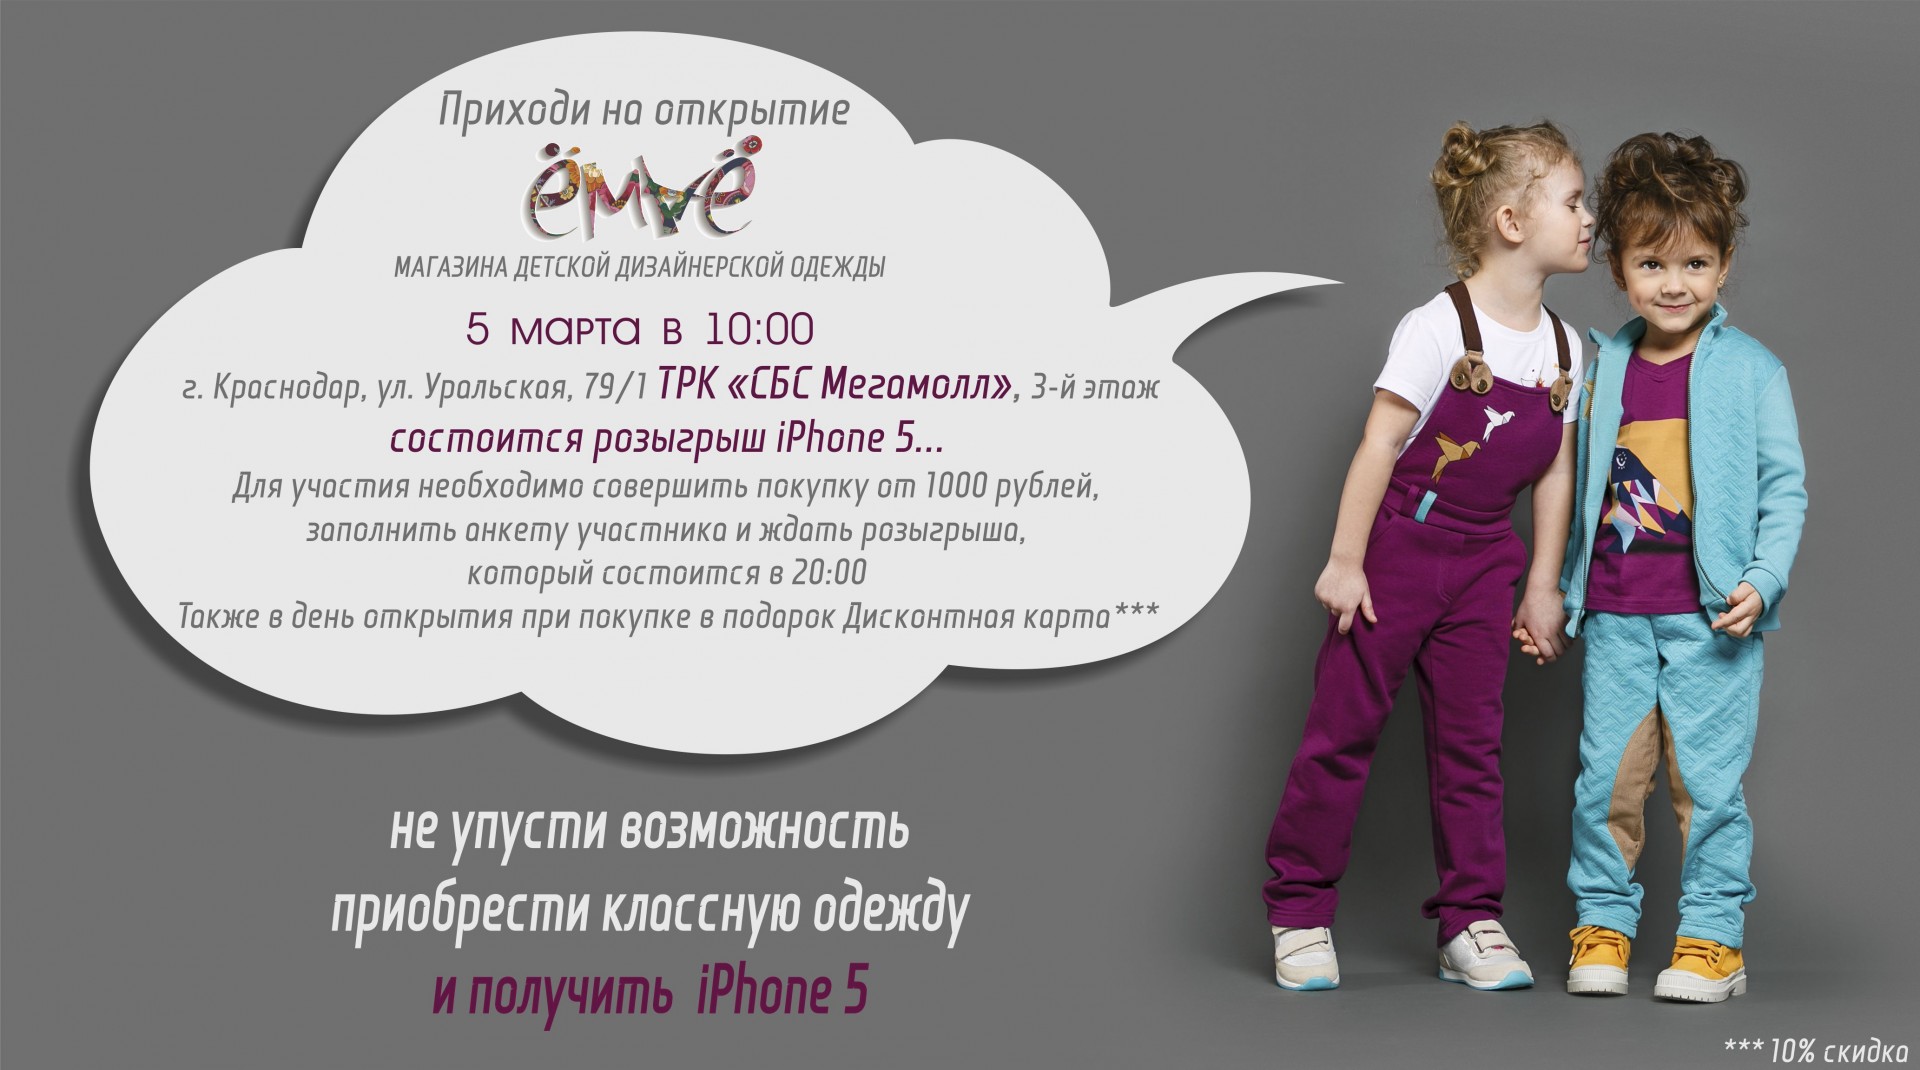 Приходи на открытие
ёмаё
МАГАЗИНА ДЕТСКОЙ ДИЗАЙНЕРСКОЙ ОДЕЖДЫ
5 марта в 10:00
г. Краснодар, ул. Уральская, 79/1 ТРК «СБС Мегамолл», 3-й этаж
состоится розыгрыш iPhone 5...
Для участия необходимо совершить покупку от 1000 рублей,
заполнить анкету участника и ждать розыгрыша,
который состоится в 20:00
Также в день открытия при покупке в подарок Дисконтная карта***
не упусти возможность
приобрести классную одежду
и получить iPhone 5
*** 10% скидка